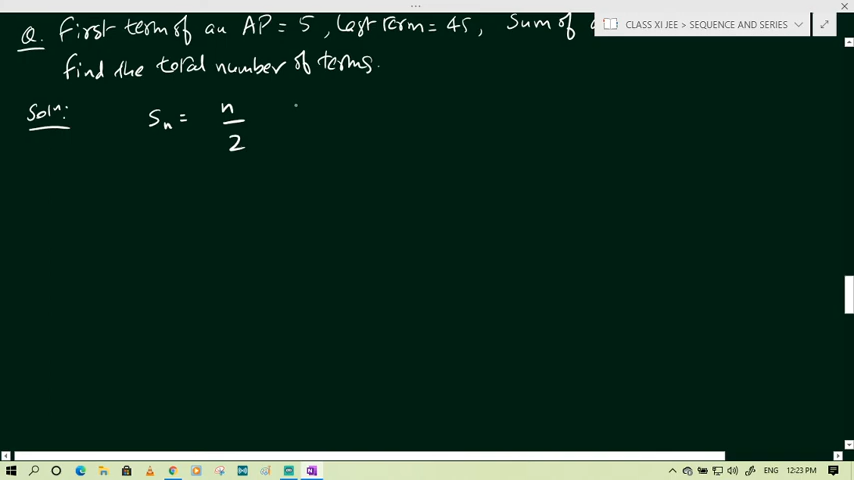 Q. First term of an AP = 5, last term = 45, Sum of
CLASS XI JEE > SEQUENCE AND SERIES
find the total number of terms.
Soln: Sn = n/2
ENG 12:23 PM